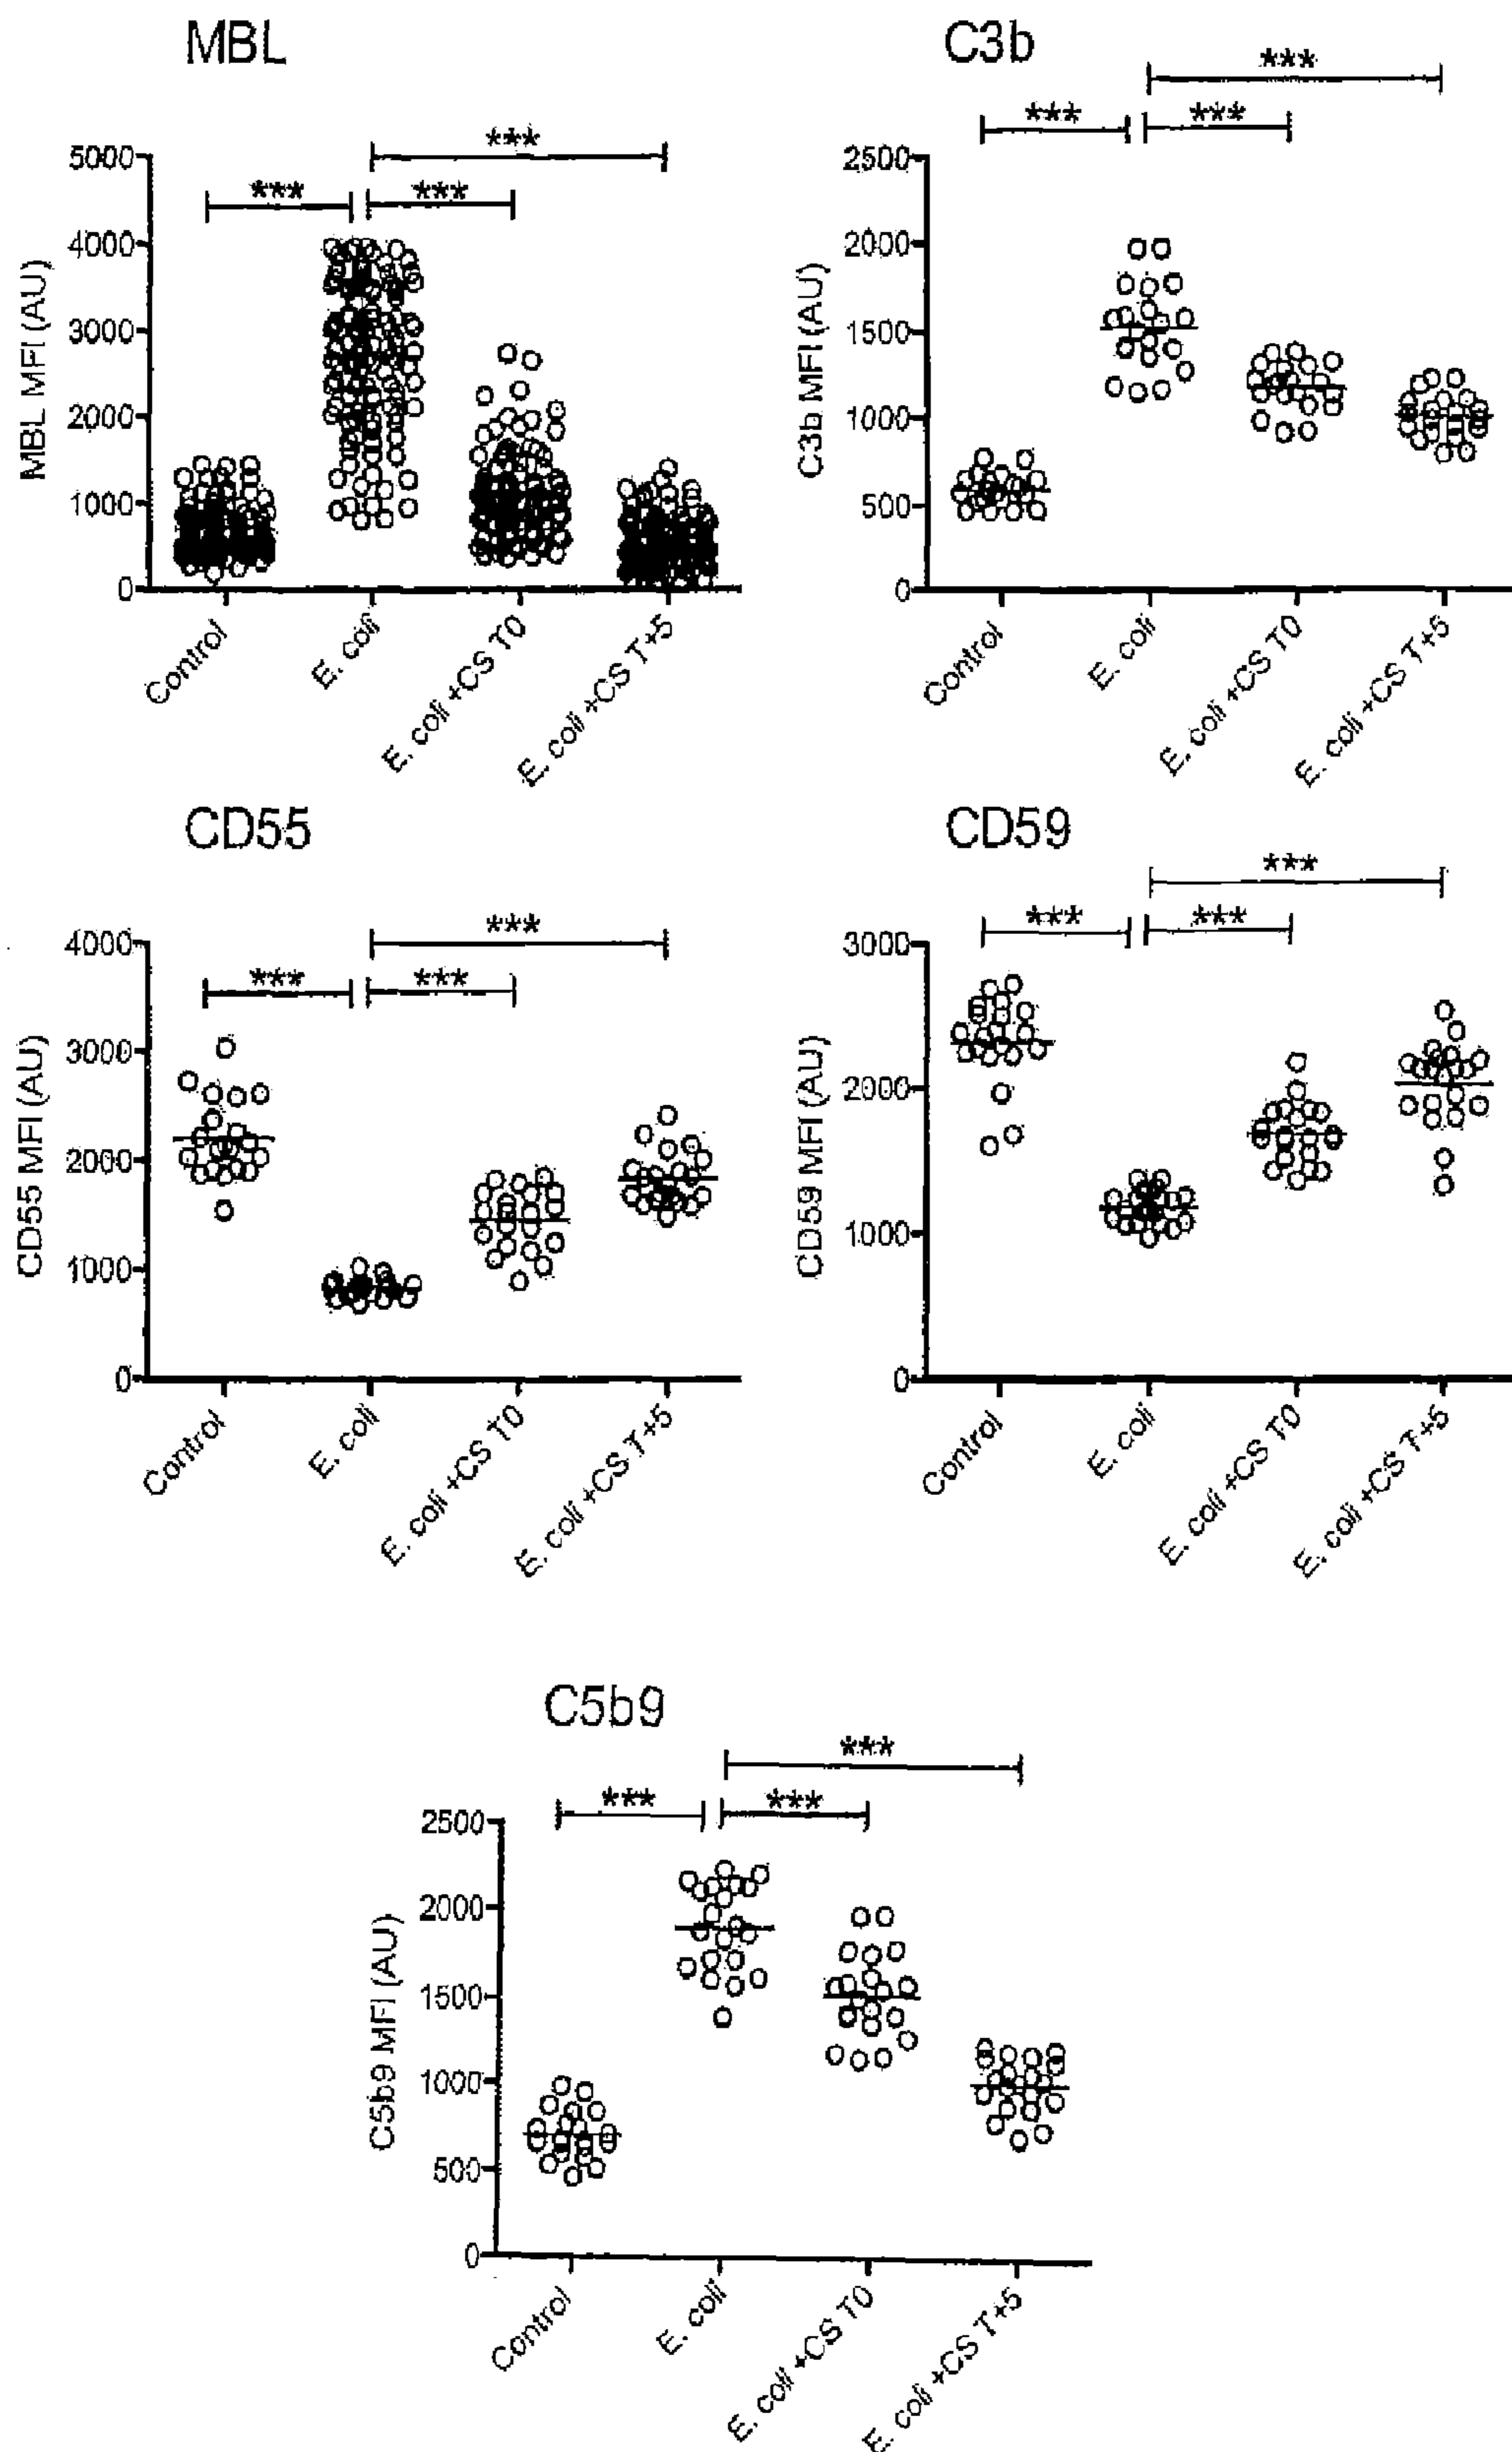 MBL
***
*** ***
MBL MFI (AU)
5000
4000
3000
2000
1000
0
Control
E. coli
E. coli +CS T0
E. coli +CS T+5
C3b
***
*** ***
C3b MFI (AU)
2500
2000
1500
1000
500
0
Control
E. coli
E. coli +CS T0
E. coli +CS T+5
CD55
***
*** ***
CD55 MFI (AU)
4000
3000
2000
1000
0
Control
E. coli
E. coli +CS T0
E. coli +CS T+5
CD59
***
*** ***
CD59 MFI (AU)
3000
2000
1000
0
Control
E. coli
E. coli +CS T0
E. coli +CS T+5
C5b9
***
*** ***
C5b9 MFI (AU)
2500
2000
1500
1000
500
0
Control
E. coli
E. coli +CS T0
E. coli +CS T+5